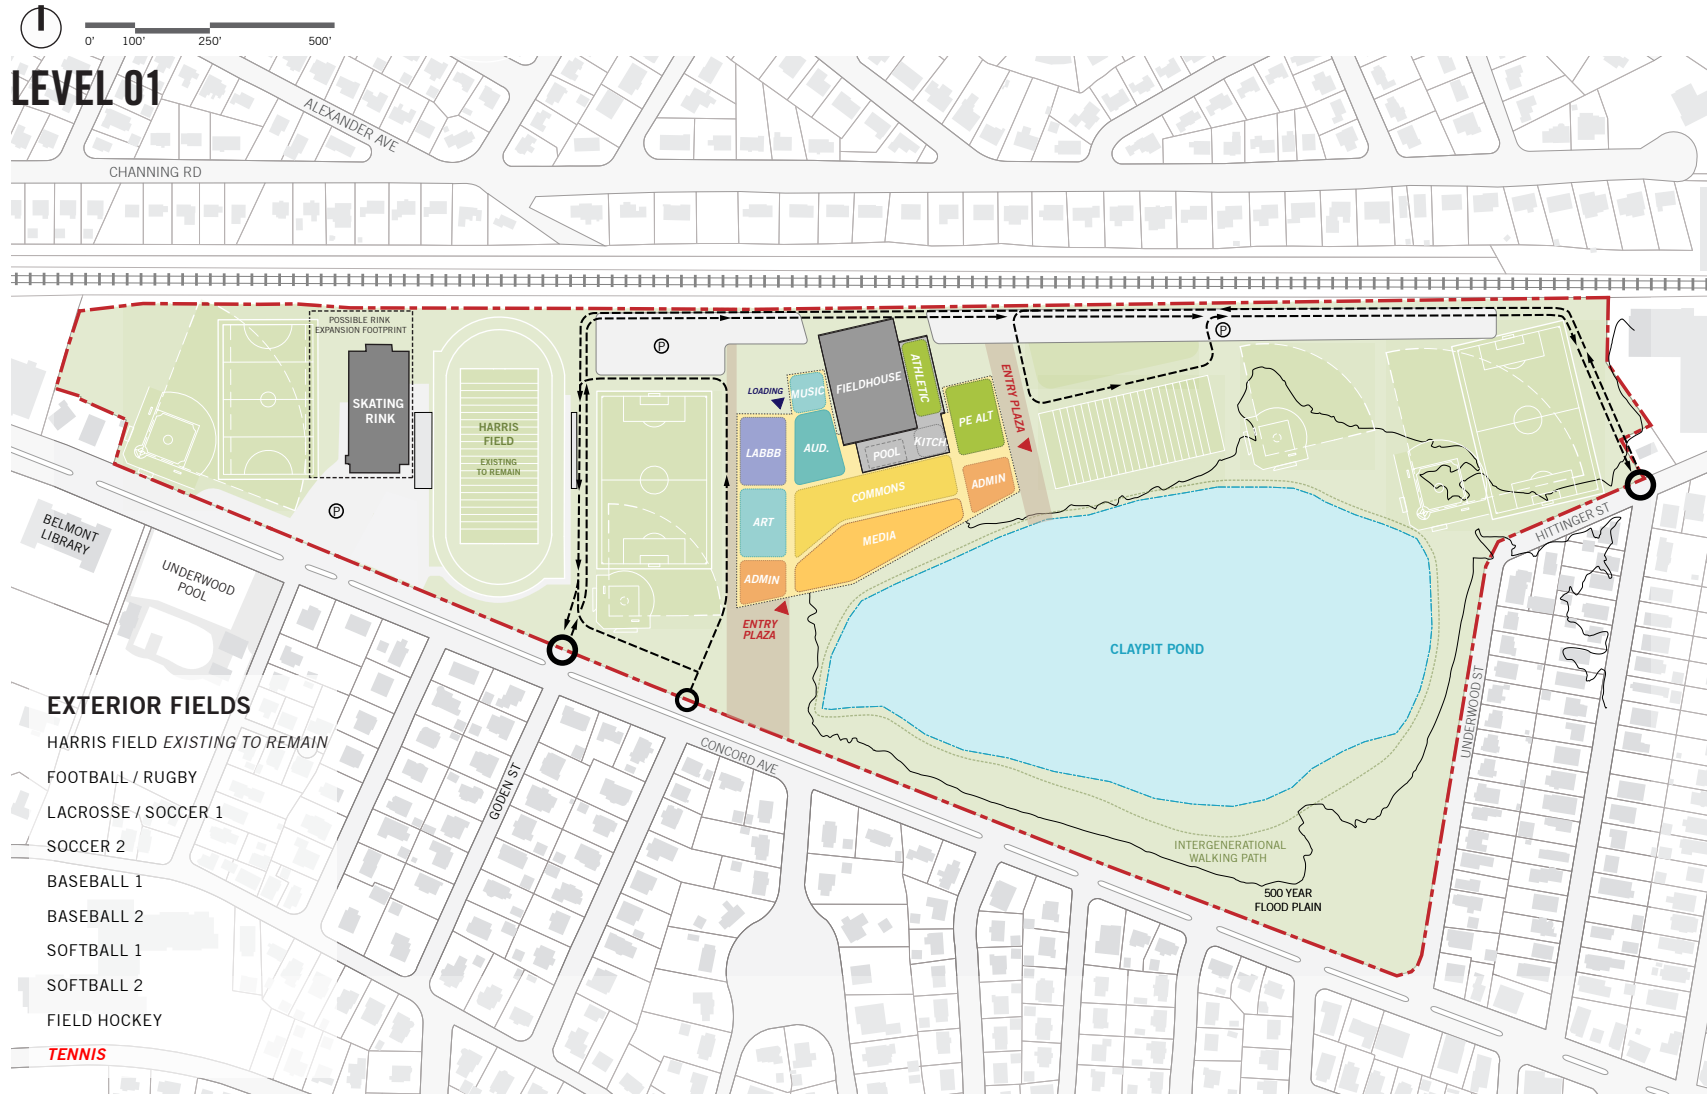 0' 100' 250' 500'
LEVEL 01
ALEXANDER AVE
CHANNING RD
POSSIBLE RINK
EXPANSION FOOTPRINT
SKATING
RINK
HARRIS
FIELD
EXISTING
TO REMAIN
P
P
P
LOADING
MUSIC
FIELDHOUSE
ATHLETIC
PE ALT
ENTRY PLAZA
LABBB
AUD.
POOL
KITCH
COMMONS
ADMIN
ART
MEDIA
ADMIN
ENTRY
PLAZA
BELMONT
LIBRARY
UNDERWOOD
POOL
HITTINGER ST
CLAYPIT POND
UNDERWOOD ST
CONCORD AVE
GODEN ST
INTERGENERATIONAL
WALKING PATH
500 YEAR
FLOOD PLAIN
EXTERIOR FIELDS
HARRIS FIELD EXISTING TO REMAIN
FOOTBALL / RUGBY
LACROSSE / SOCCER 1
SOCCER 2
BASEBALL 1
BASEBALL 2
SOFTBALL 1
SOFTBALL 2
FIELD HOCKEY
TENNIS